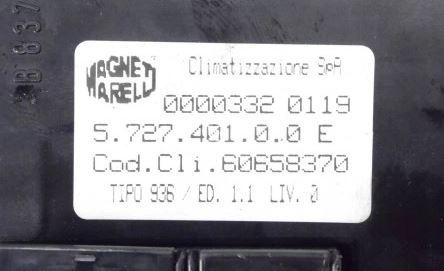 MAGNETI
MARELLI
Climatizzazione SpA
0000332 0119
5.727.401.0.0 E
Cod.Cli.60658370
TIPO 936 / ED. 1.1 LIV. 0